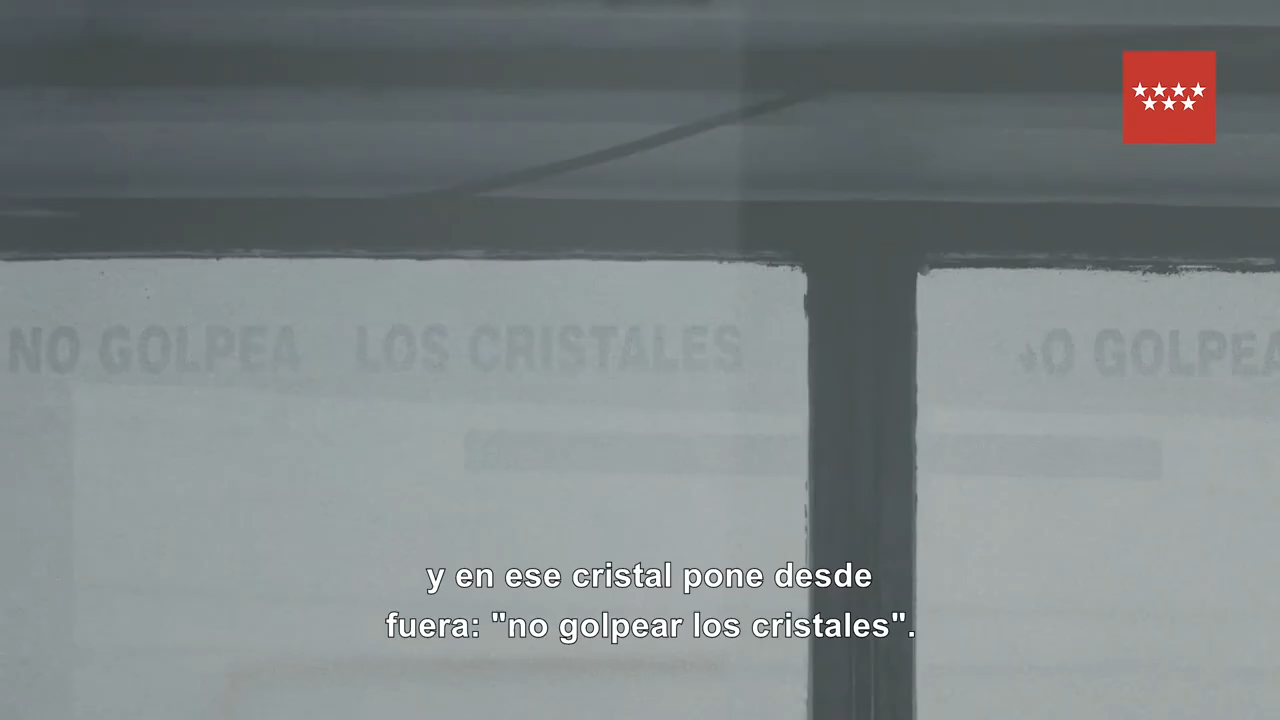 NO GOLPEA LOS CRISTALES
O GOLPEA
y en ese cristal pone desde
fuera: "no golpear los cristales".